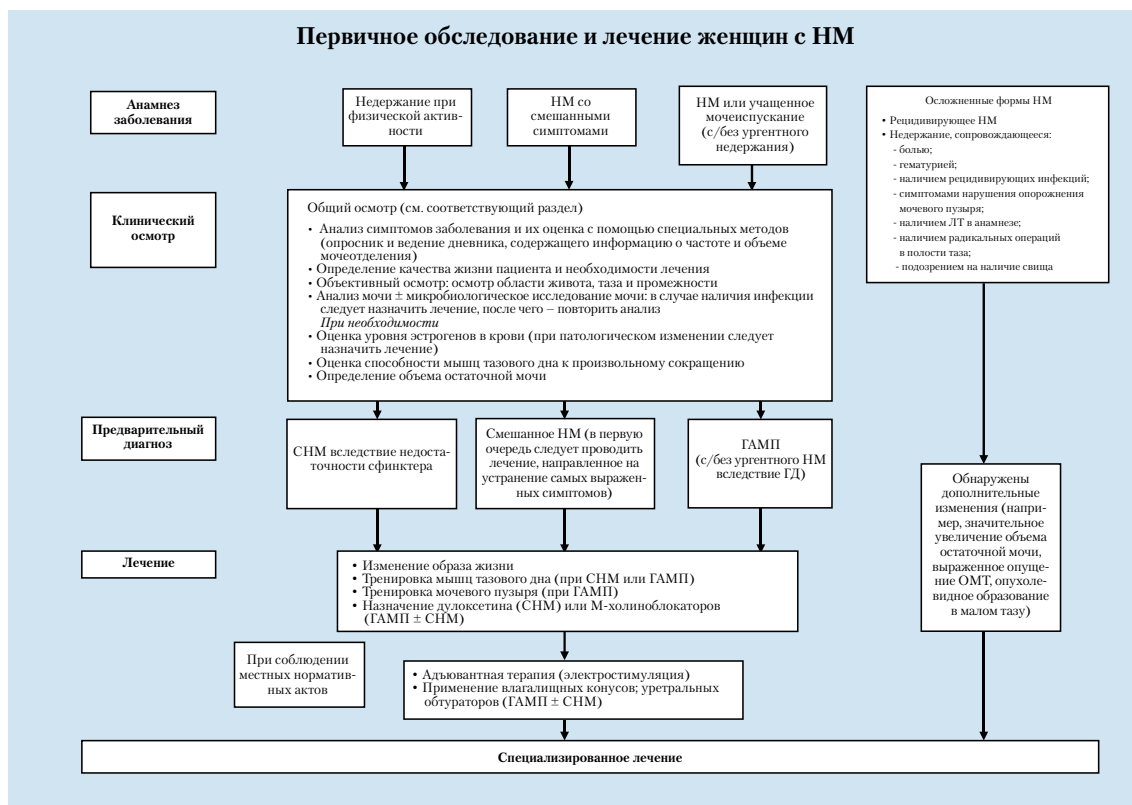 Первичное обследование и лечение женщин с НМ
Анамнез
заболевания
Недержание при
физической актив-
ности
НМ со
смешанными
симптомами
НМ или учащенное
мочеиспускание
(с/без ургентного
недержания)
Осложненные формы НМ
• Рецидивирующее НМ
• Недержание, сопровождающееся:
- болью;
- гематурией;
- наличием рецидивирующих инфекций;
- симптомами нарушения опорожнения
мочевого пузыря;
- наличием ЛТ в анамнезе;
- наличием радикальных операций
в полости таза;
- подозрением на наличие свища
Клинический
осмотр
Общий осмотр (см. соответствующий раздел)
• Анализ симптомов заболевания и их оценка с помощью специальных методов
(опросник и ведение дневника, содержащего информацию о частоте и объеме
мочеотделения)
• Определение качества жизни пациента и необходимости лечения
• Объективный осмотр: осмотр области живота, таза и промежности
• Анализ мочи ± микробиологическое исследование мочи: в случае наличия инфекции
следует назначить лечение, после чего – повторить анализ
При необходимости
• Оценка уровня эстрогенов в крови (при патологическом изменении следует
назначить лечение)
• Оценка способности мышц тазового дна к произвольному сокращению
• Определение объема остаточной мочи
Предварительный
диагноз
СНМ вследствие недоста-
точности сфинктера
Смешанное НМ (в первую
очередь следует проводить
лечение, направленное на
устранение самых выражен-
ных симптомов)
ГАМП
(с/без ургентного НМ
вследствие ГД)
Обнаружены
дополнительные
изменения (напри-
мер, значительное
увеличение объема
остаточной мочи,
выраженное опуще-
ние ОМТ, опухоле-
видное образование
в малом тазу)
Лечение
• Изменение образа жизни
• Тренировка мышц тазового дна (при СНМ или ГАМП)
• Тренировка мочевого пузыря (при ГАМП)
• Назначение дулоксетина (СНМ) или М-холиноблокаторов
(ГАМП ± СНМ)
При соблюдении
местных норматив-
ных актов
• Адъювантная терапия (электростимуляция)
• Применение влагалищных конусов; уретральных
обтураторов (ГАМП ± СНМ)
Специализированное лечение